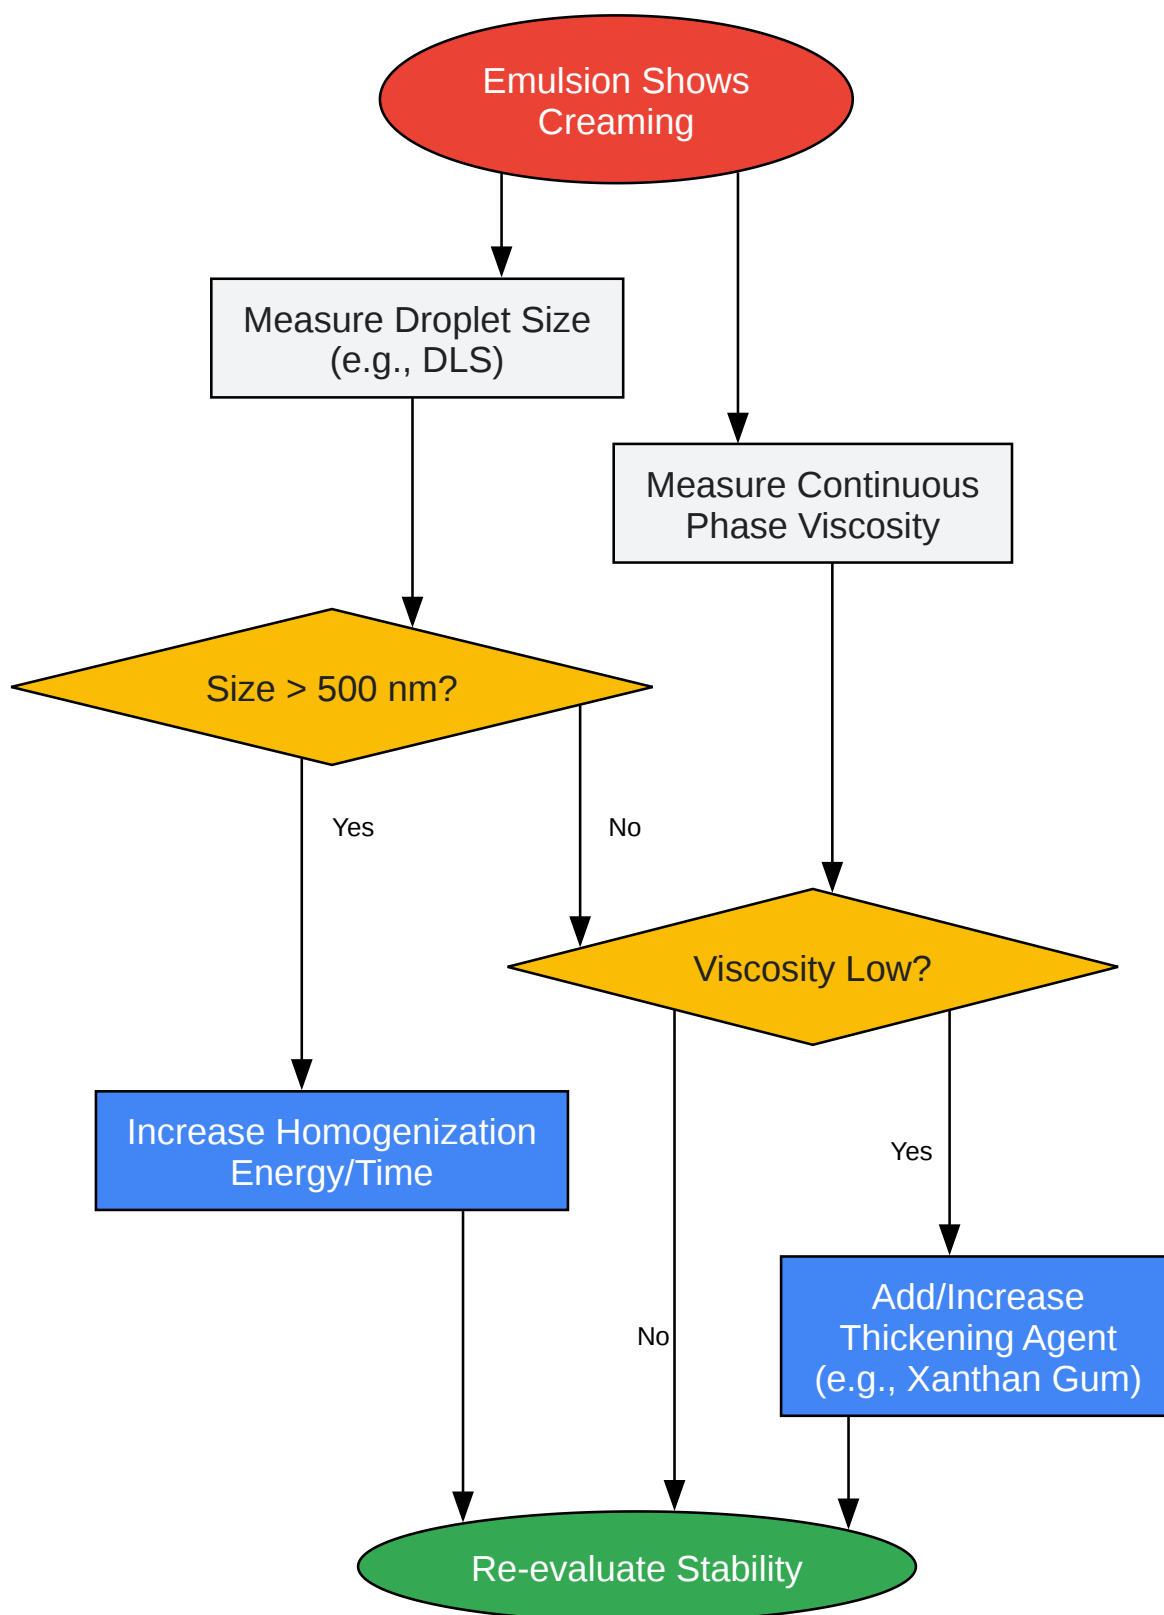 Emulsion Shows
Creaming
Measure Droplet Size
(e.g., DLS)
Measure Continuous
Phase Viscosity
Size > 500 nm?
Yes
No
Viscosity Low?
Increase Homogenization
Energy/Time
Yes
Add/Increase
Thickening Agent
(e.g., Xanthan Gum)
No
Re-evaluate Stability